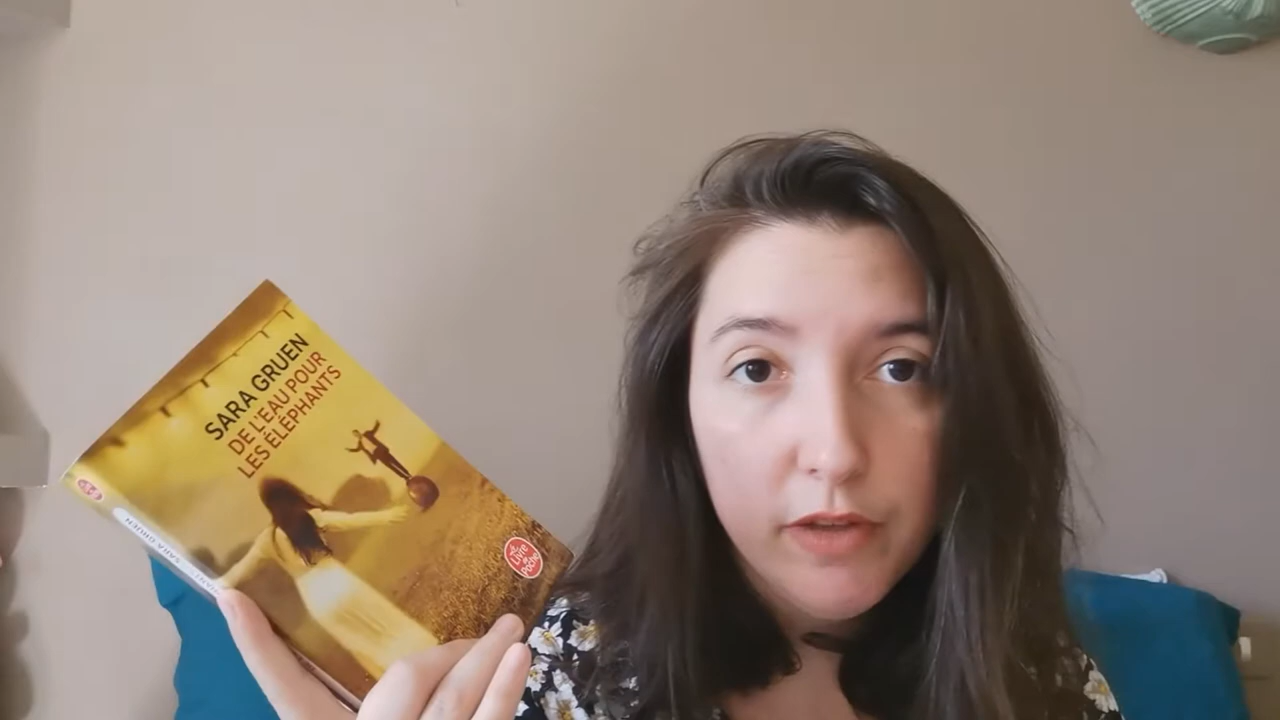 SARA GRUEN
DE L'EAU POUR
LES ÉLÉPHANTS
Le
Livre
de
Poche
SARA GRUEN